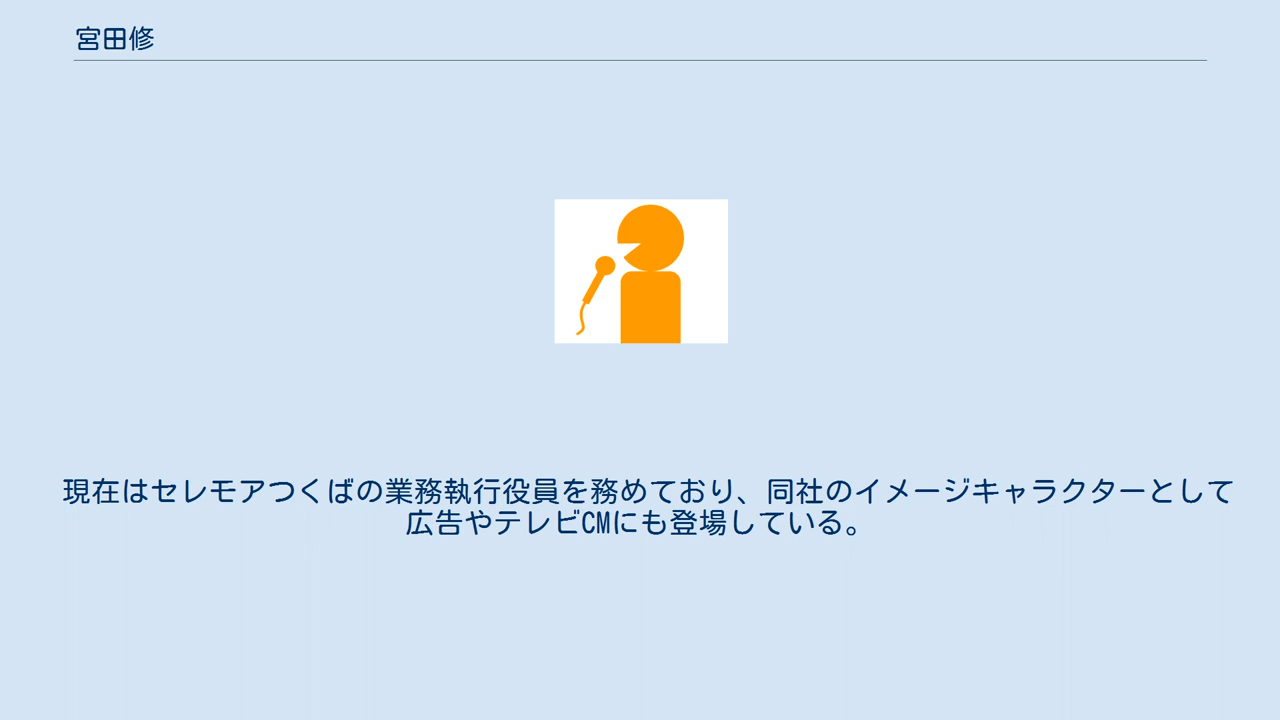 宮田修
現在はセレモアつくばの業務執行役員を務めており、同社のイメージキャラクターとして
広告やテレビCMにも登場している。